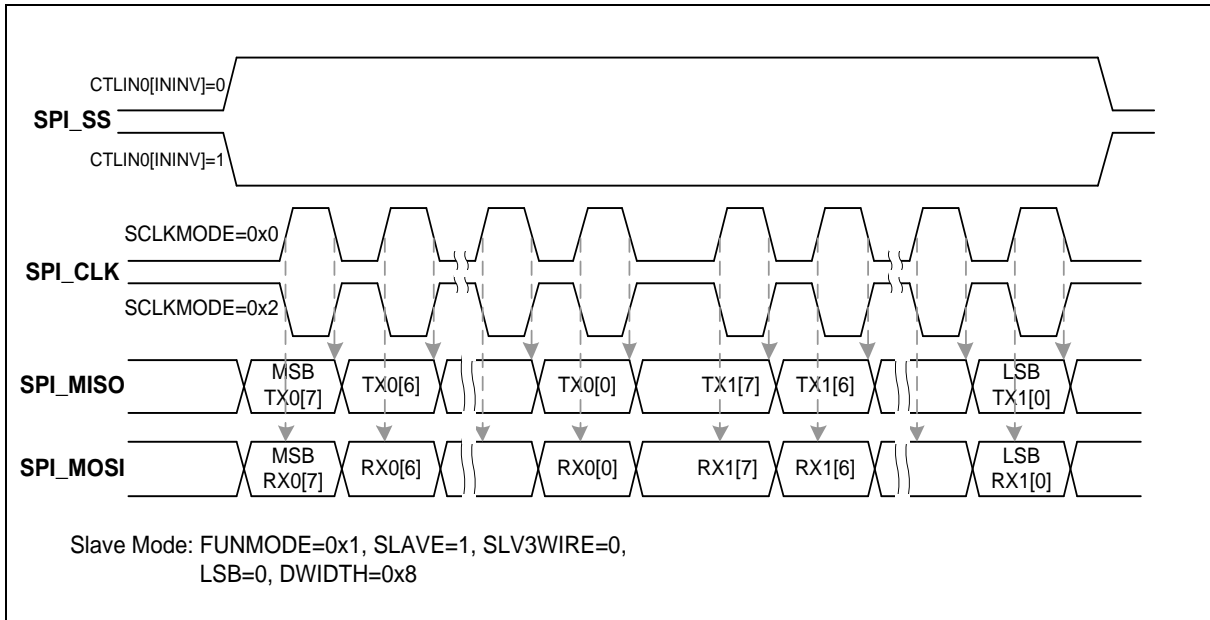 CTLIN0[ININV]=0
SPI_SS
CTLIN0[ININV]=1
SCLKMODE=0x0
SPI_CLK
SCLKMODE=0x2
SPI_MISO
MSB TX0[6] TX0[0] TX1[7] TX1[6] LSB
TX0[7] TX1[0]
SPI_MOSI
MSB RX0[6] RX0[0] RX1[7] RX1[6] LSB
RX0[7] RX1[0]
Slave Mode: FUNMODE=0x1, SLAVE=1, SLV3WIRE=0,
LSB=0, DWIDTH=0x8